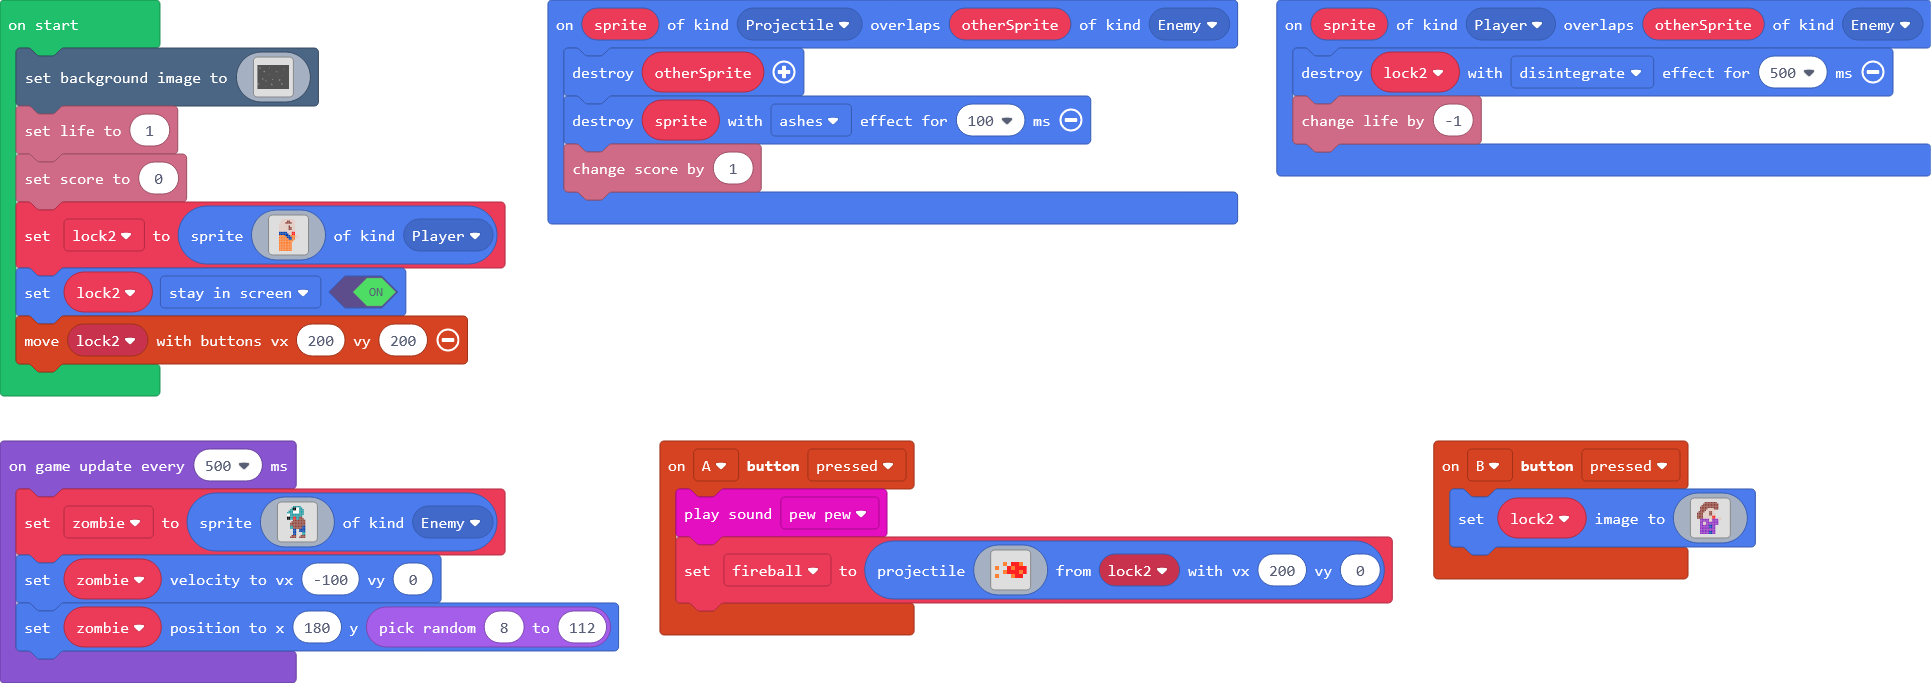 on start
set background image to
set life to 1
set score to 0
set lock2 to sprite of kind Player
set lock2 stay in screen ON
move lock2 with buttons vx 200 vy 200
on sprite of kind Projectile overlaps otherSprite of kind Enemy
destroy otherSprite
destroy sprite with ashes effect for 100 ms
change score by 1
on sprite of kind Player overlaps otherSprite of kind Enemy
destroy lock2 with disintegrate effect for 500 ms
change life by -1
on game update every 500 ms
set zombie to sprite of kind Enemy
set zombie velocity to vx -100 vy 0
set zombie position to x 180 y pick random 8 to 112
on A button pressed
play sound pew pew
set fireball to projectile from lock2 with vx 200 vy 0
on B button pressed
set lock2 image to